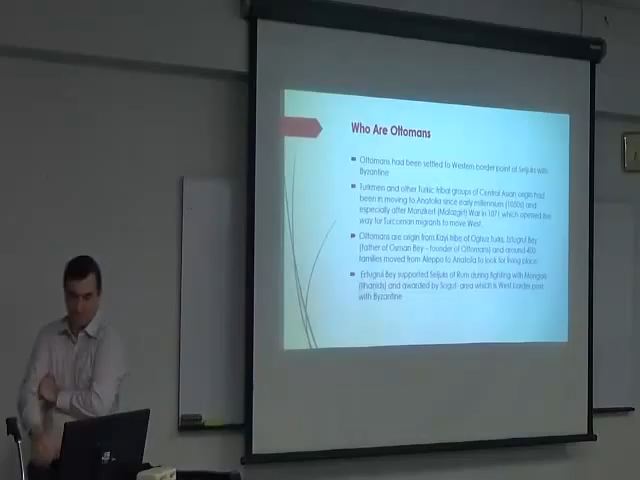 Who Are Ottomans
Ottomans had been settled to Western border point of Seljuks with
Byzantine
Turkmen and other Turkic tribal groups of Central Asian origin had
been in moving to Anatolia since early millennium (1000s) and
especially after Manzikert (Malazgirt) War in 1071 which opened the
way for Turcoman migrants to move West.
Ottomans are origin from Kayi tribe of Oghuz Turks. Ertugrul Bey
(father of Osman Bey – founder of Ottomans) and around 400
families moved from Aleppo to Anatolia to look for living place.
Ertugrul Bey supported Seljuks of Rum during fighting with Mongols
(Ilhanids) and awarded by Sogut- area which is West border post
with Byzantine